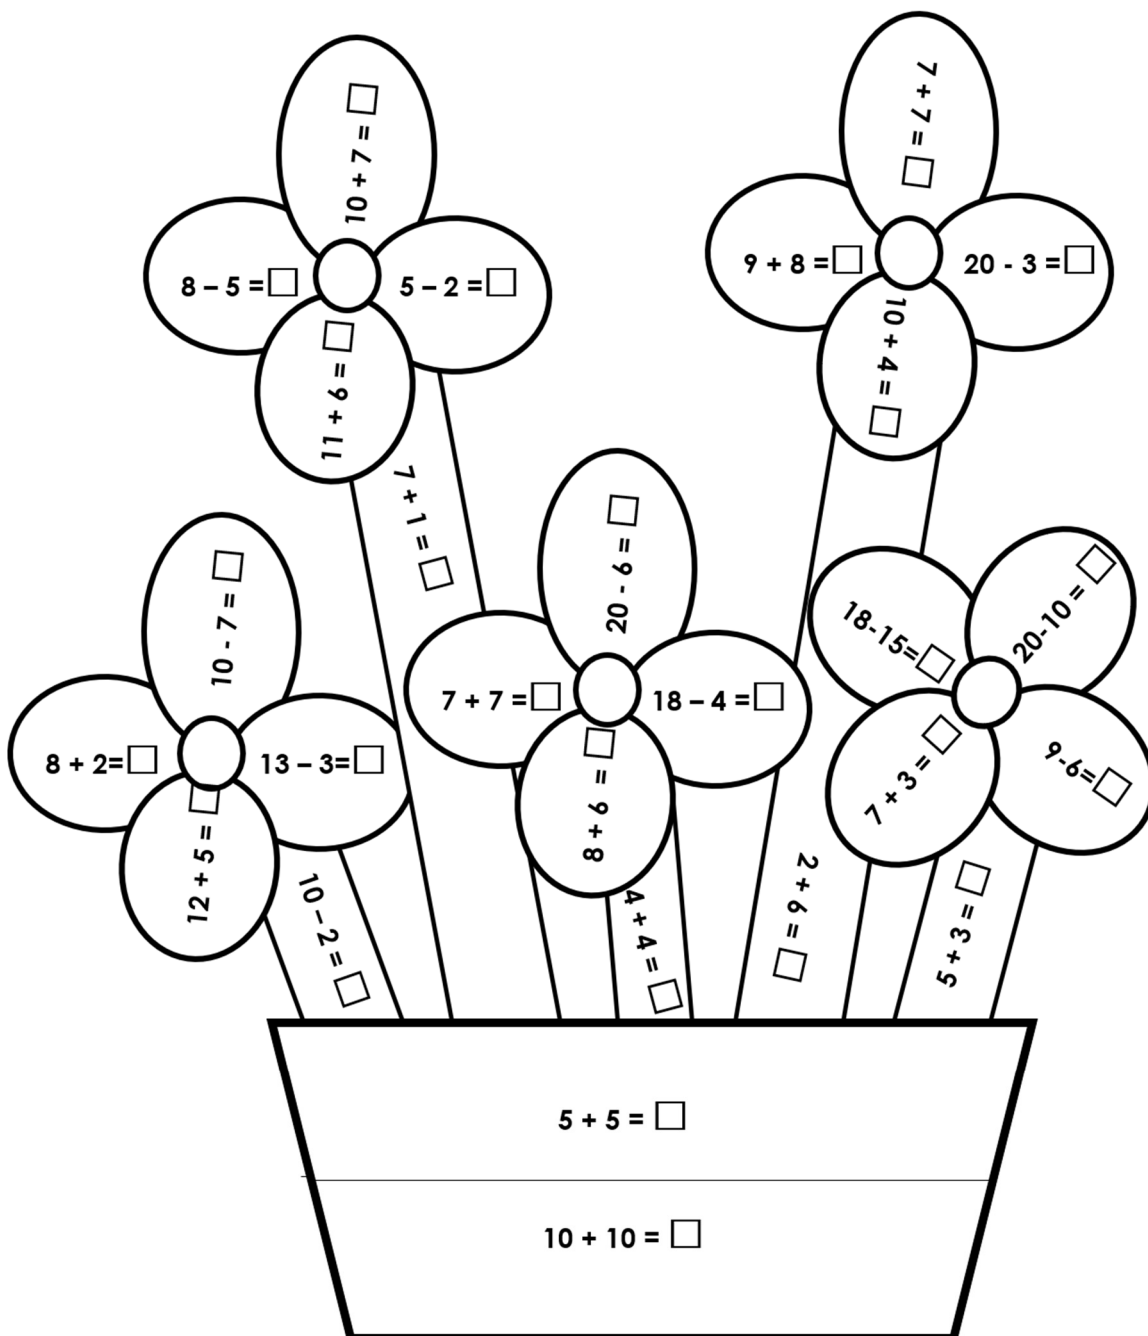 10 + 7 = □
8 – 5 = □
5 – 2 = □
11 + 6 = □
7 + 1 = □
7 + 7 = □
9 + 8 = □
20 - 3 = □
10 + 4 = □
20 - 6 = □
7 + 7 = □
18 – 4 = □
8 + 6 = □
4 + 4 = □
10 - 7 = □
8 + 2= □
13 – 3= □
12 + 5 = □
10 – 2 = □
18-15= □
20-10 = □
7 + 3 = □
9-6= □
2 + 6 = □
5 + 3 = □
5 + 5 = □
10 + 10 = □